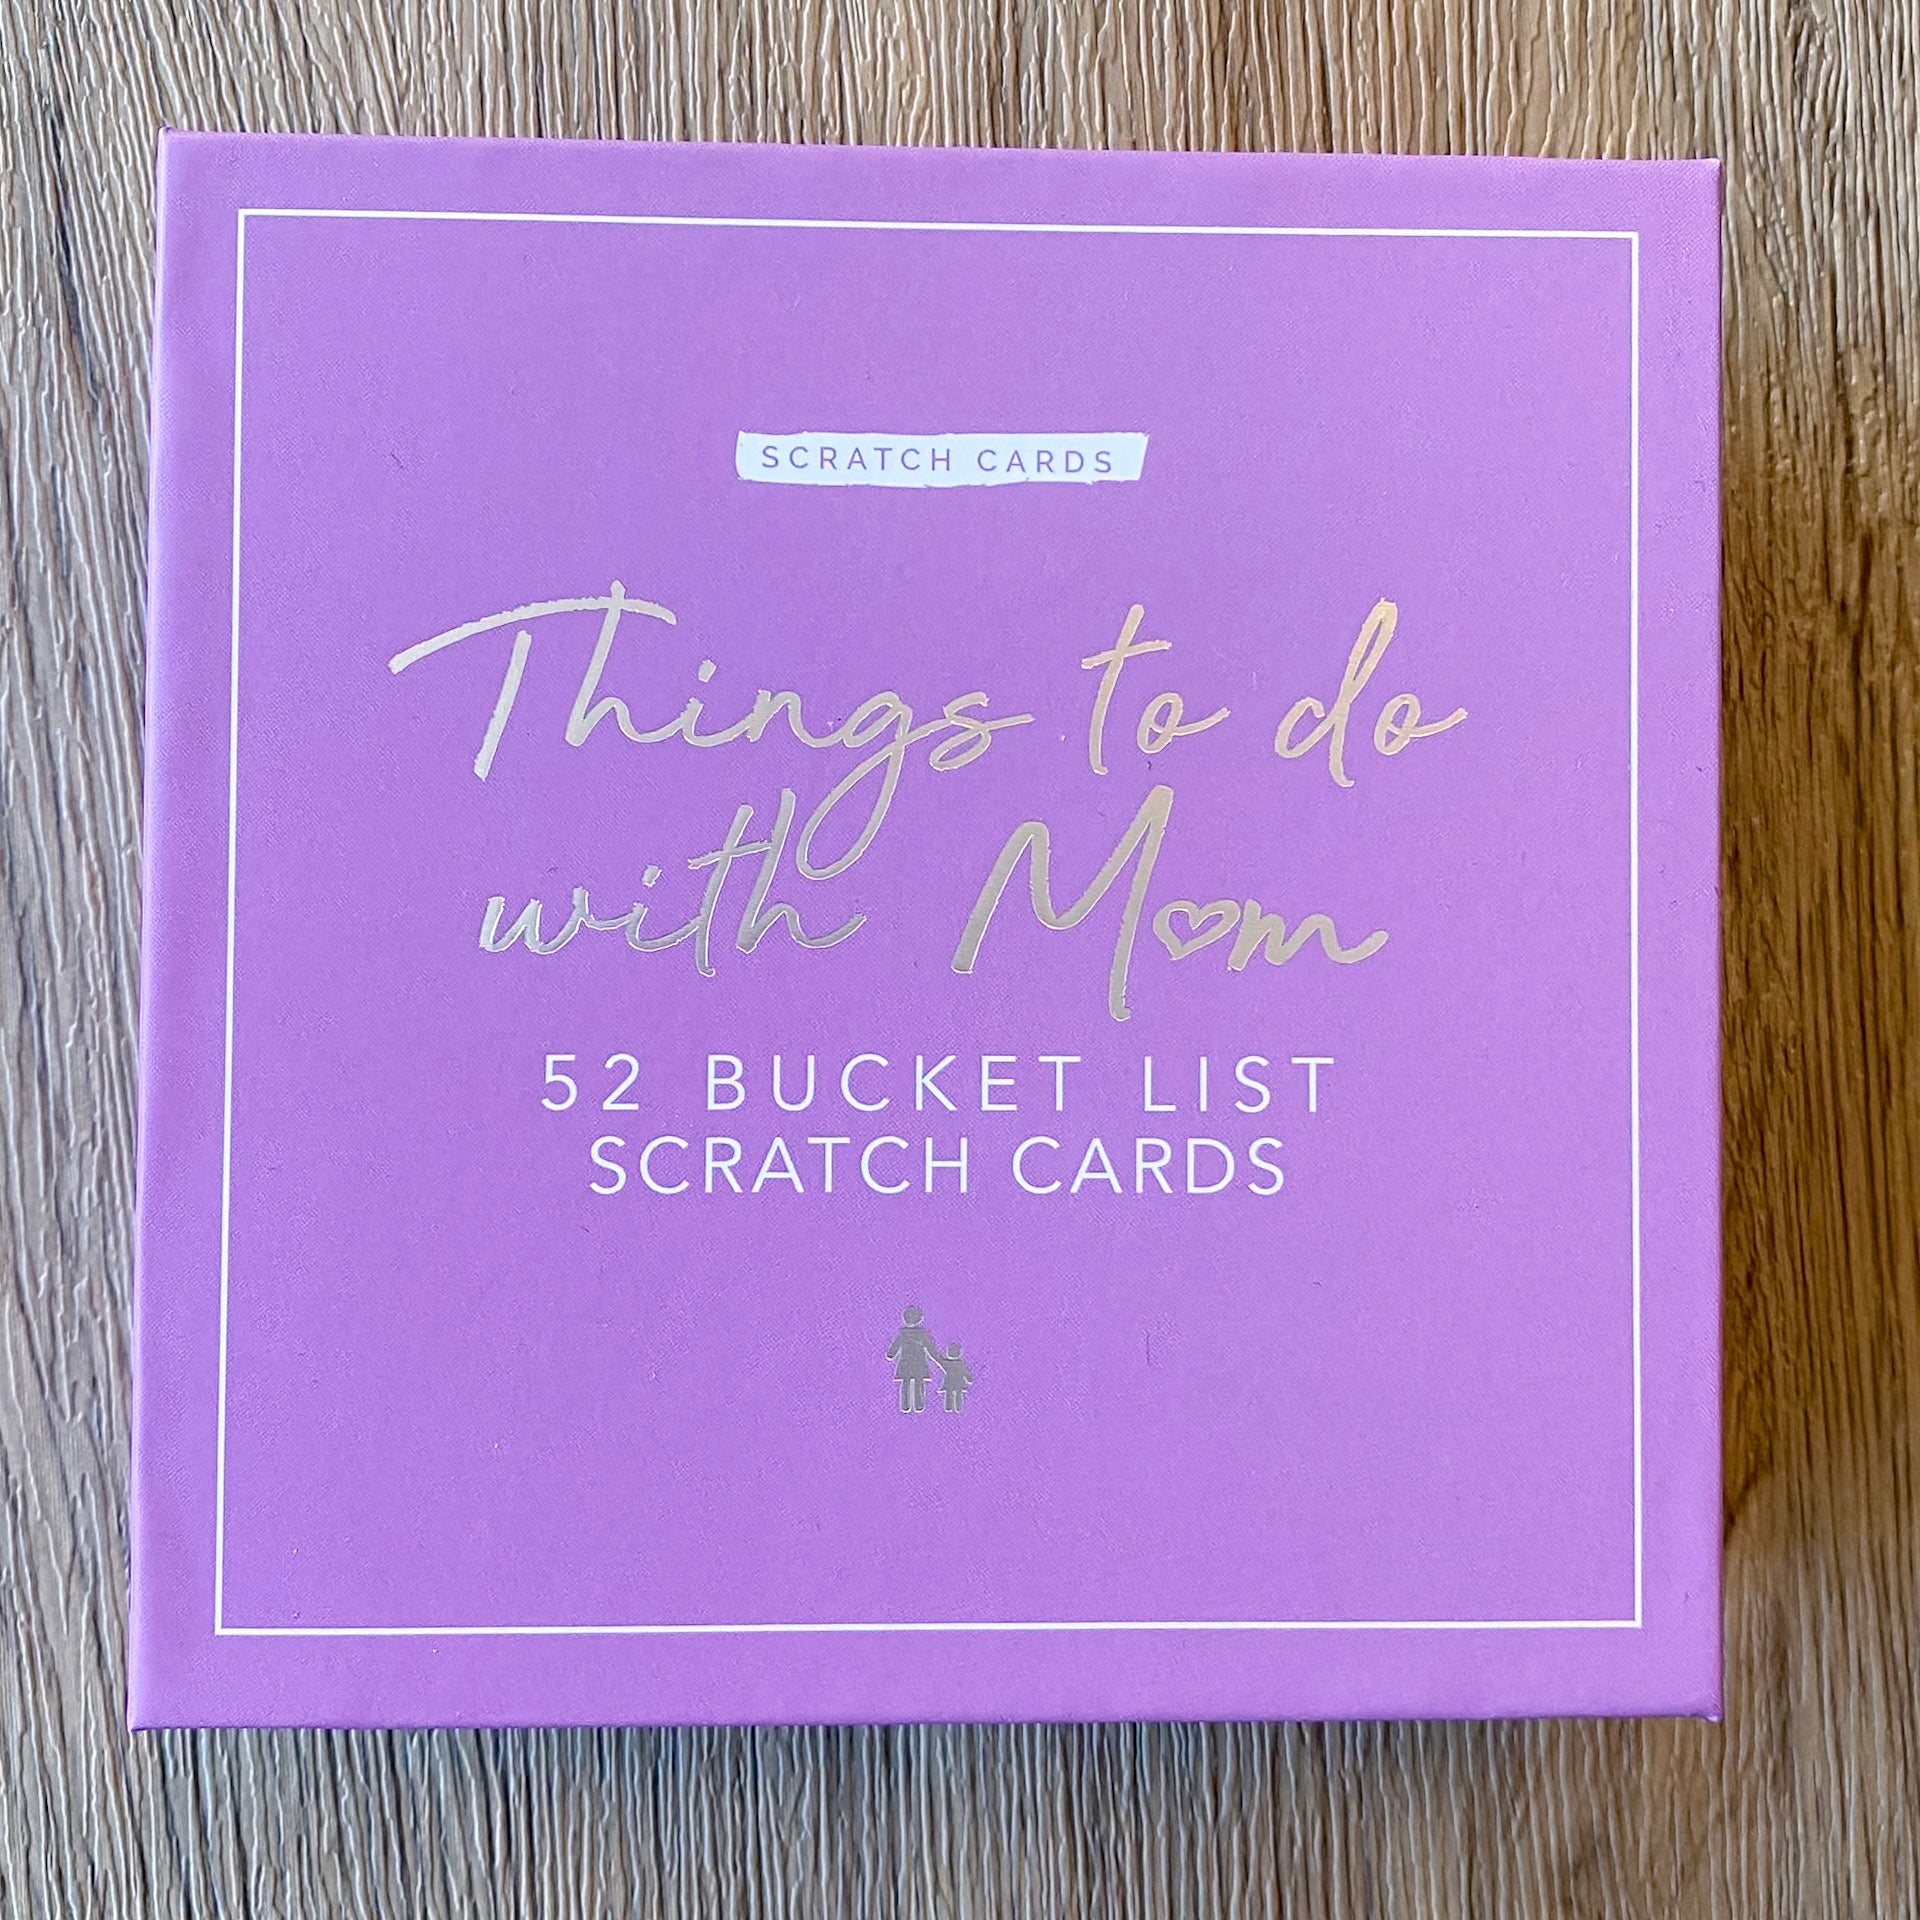 SCRATCH CARDS
Things to do
with Mom
52 BUCKET LIST
SCRATCH CARDS